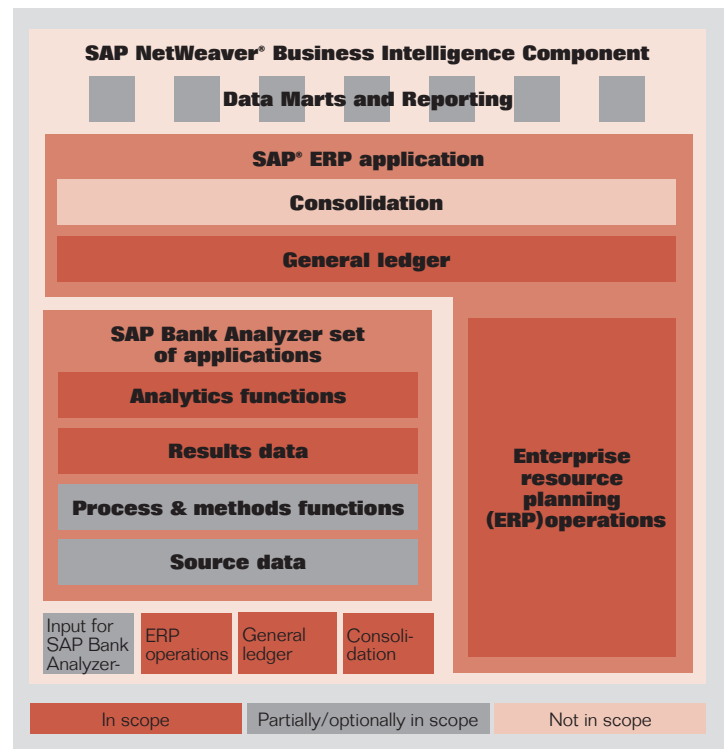 SAP NetWeaver® Business Intelligence Component
Data Marts and Reporting
SAP® ERP application
Consolidation
General ledger
SAP Bank Analyzer set
of applications
Analytics functions
Results data
Process & methods functions
Source data
Enterprise
resource
planning
(ERP)operations
Input for
SAP Bank
Analyzer-
ERP
operations
General
ledger
Consoli-
dation
In scope
Partially/optionally in scope
Not in scope